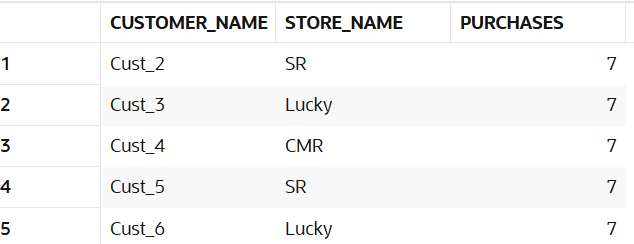 CUSTOMER_NAME STORE_NAME PURCHASES
1 Cust_2 SR 7
2 Cust_3 Lucky 7
3 Cust_4 CMR 7
4 Cust_5 SR 7
5 Cust_6 Lucky 7